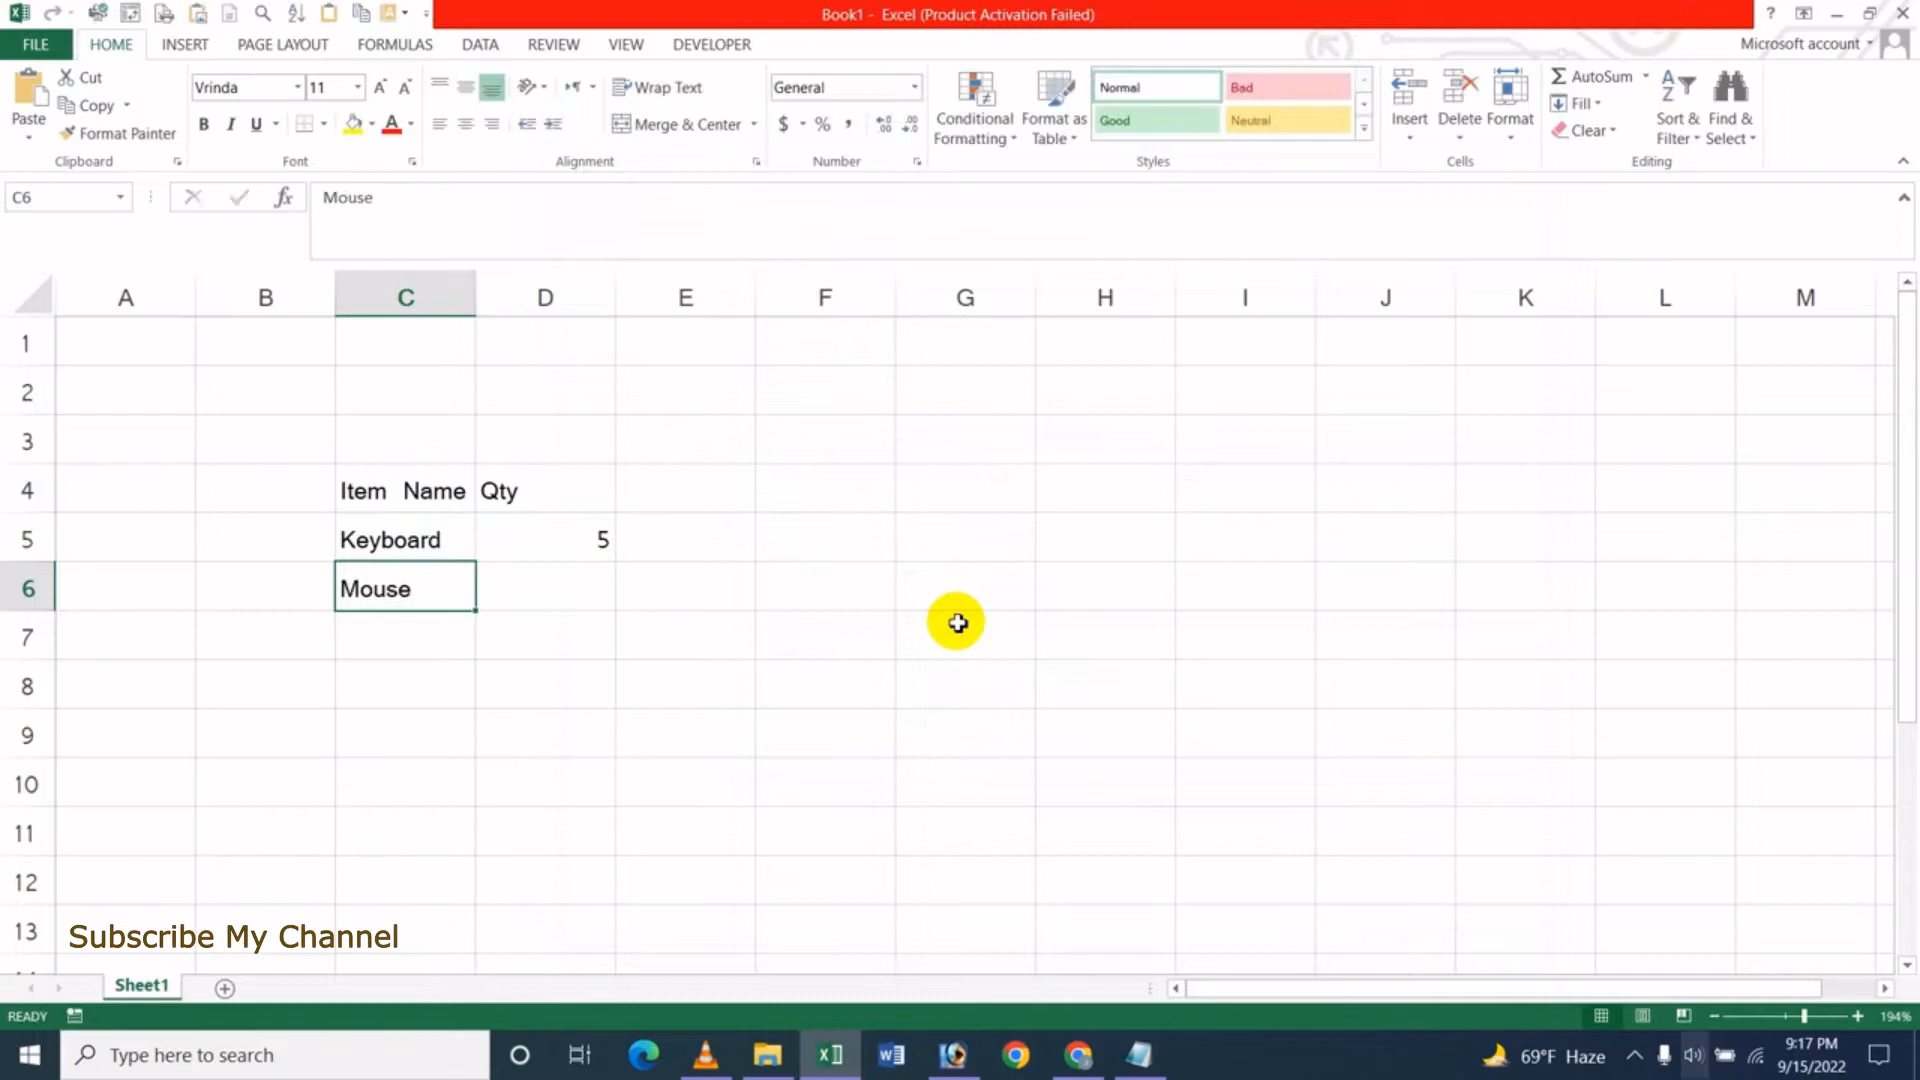 Book1 - Excel (Product Activation Failed)
FILE HOME INSERT PAGE LAYOUT FORMULAS DATA REVIEW VIEW DEVELOPER Microsoft account
Cut
Copy
Format Painter
Paste
Clipboard
Vrinda 11
B I U
Font
Wrap Text
Merge & Center
Alignment
General
$ % ,
Number
Conditional Formatting
Format as Table
Normal Bad
Good Neutral
Styles
Insert Delete Format
Cells
AutoSum
Fill
Clear
Sort & Filter
Find & Select
Editing
C6 fx Mouse
A B C D E F G H I J K L M
1
2
3
4 Item Name Qty
5 Keyboard 5
6 Mouse
7
8
9
10
11
12
13
Subscribe My Channel
Sheet1
READY 194%
Type here to search
69°F Haze
9:17 PM
9/15/2022